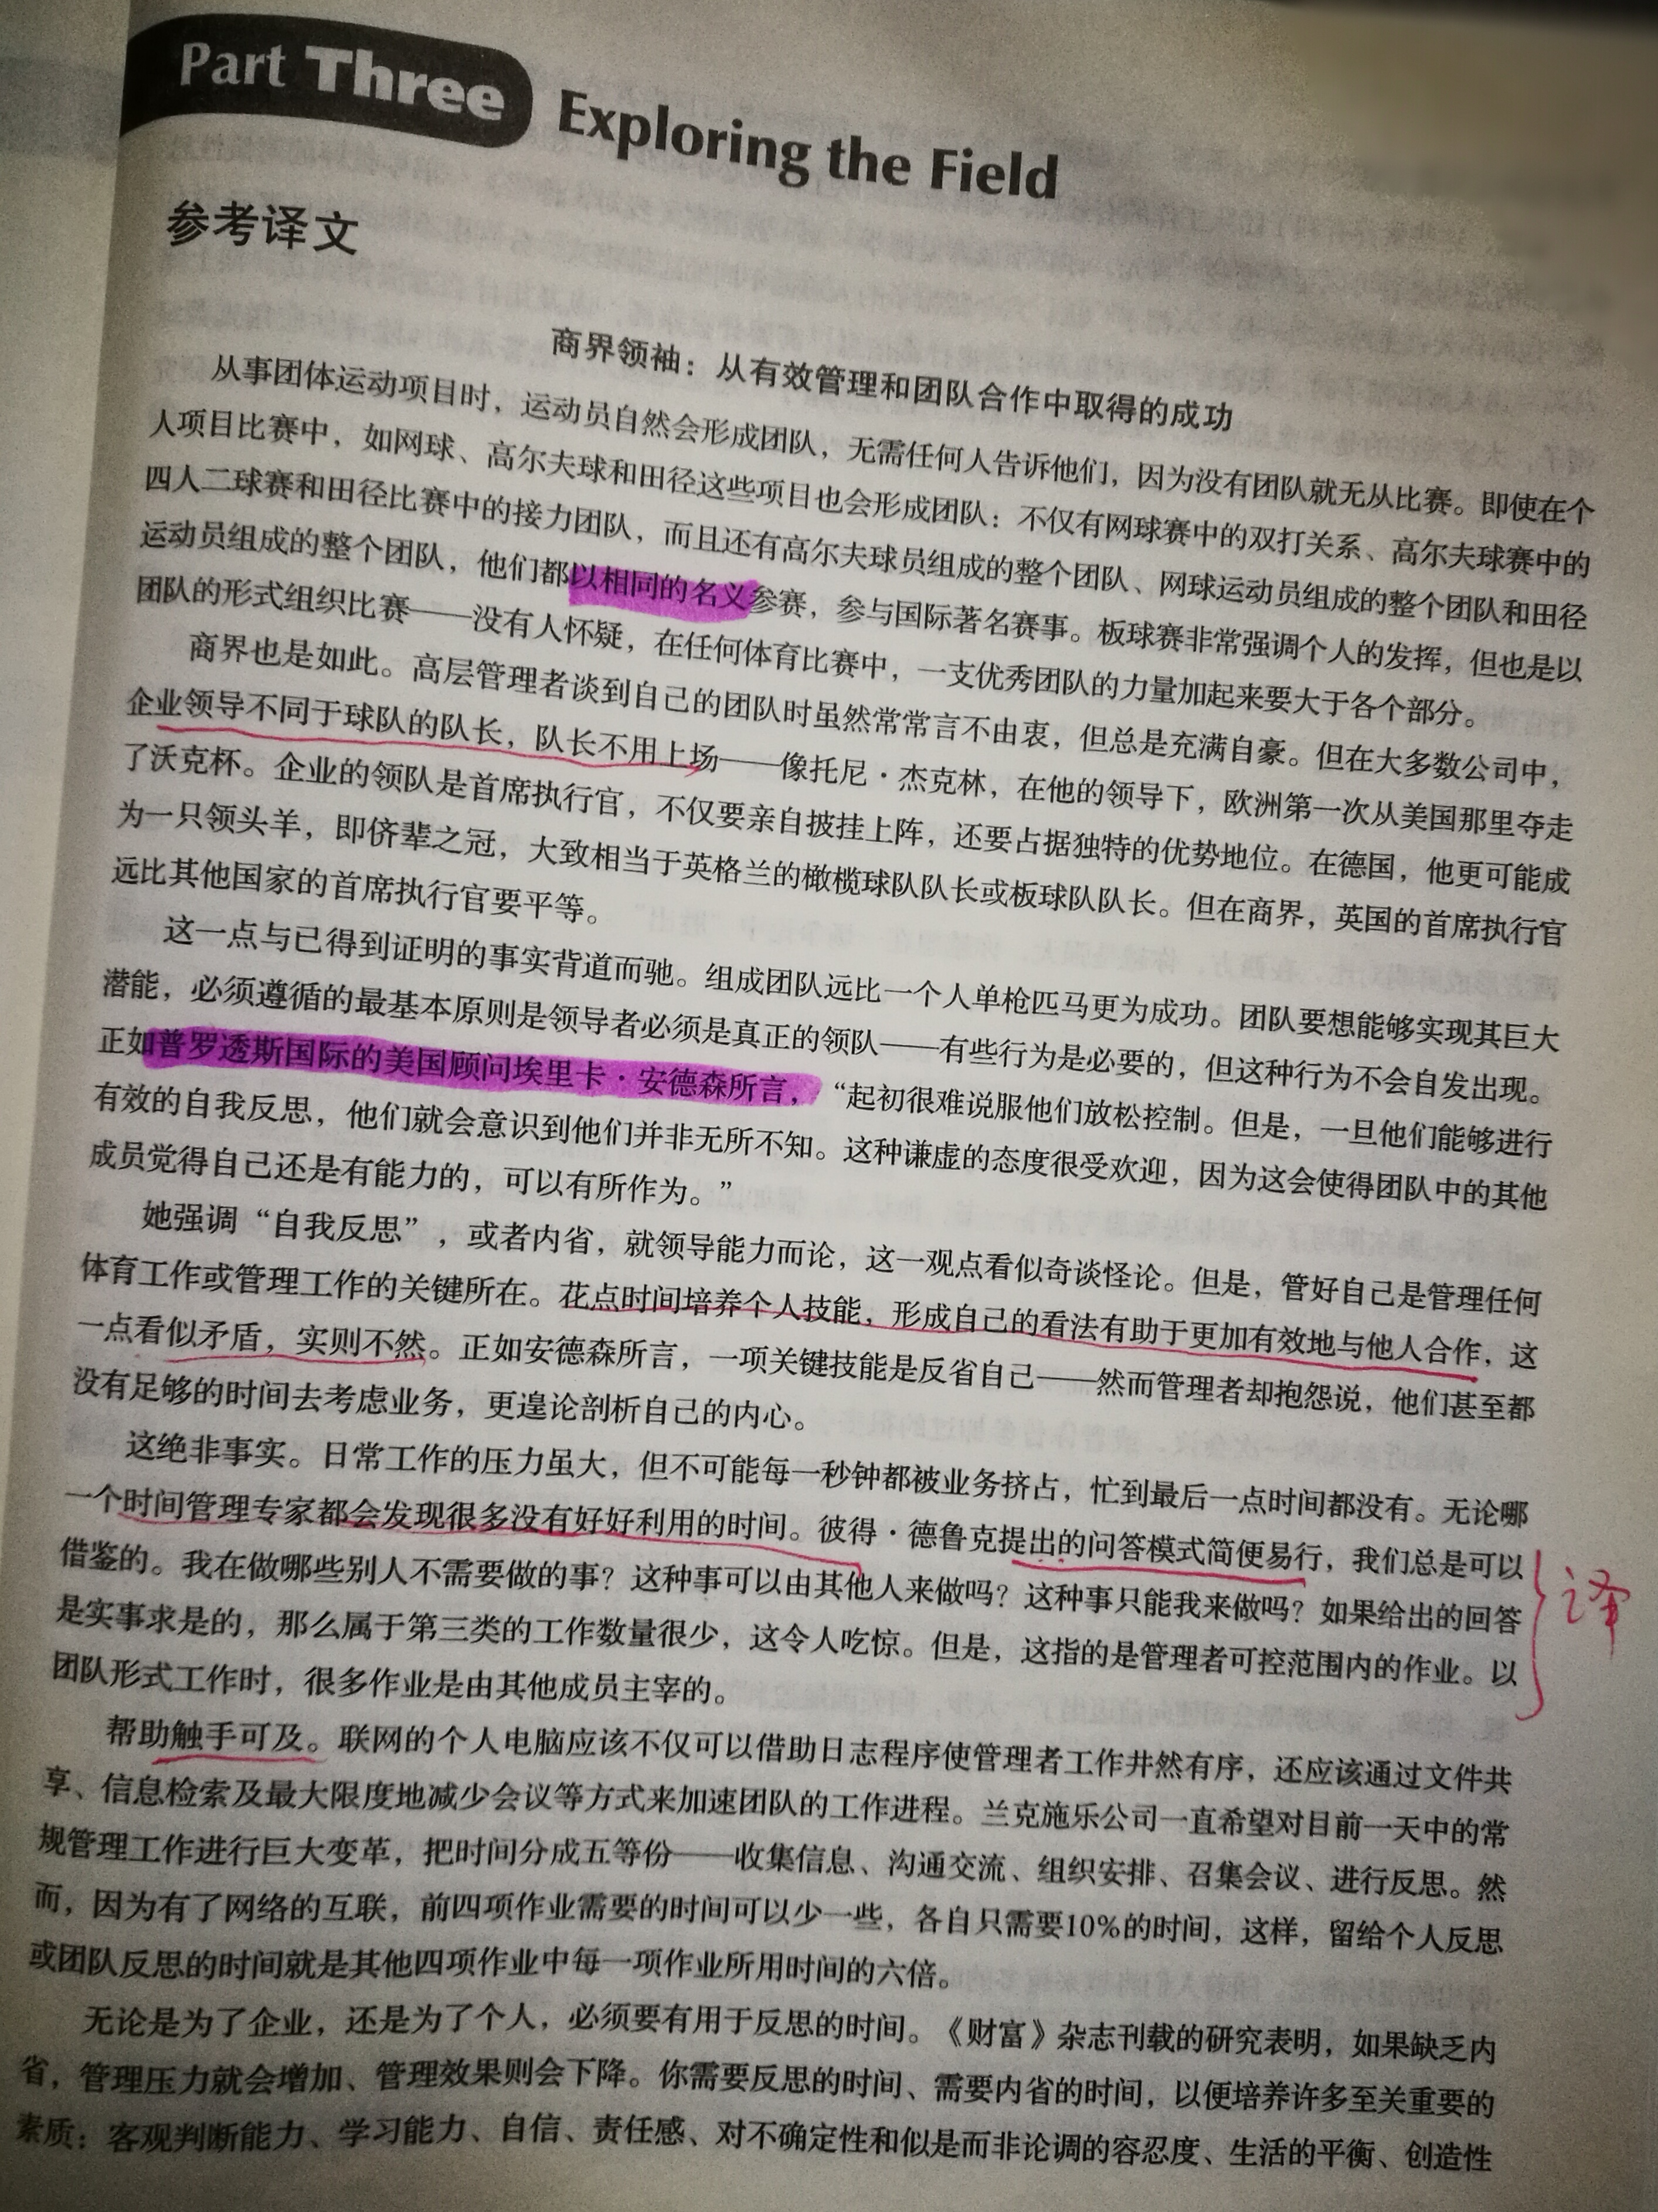 Part Three Exploring the Field
参考译文
商界领袖：从有效管理和团队合作中取得的成功
从事团体运动项目时，运动员自然会形成团队，无需任何人告诉他们，因为没有团队就无从比赛。即使在个
人项目比赛中，如网球、高尔夫球和田径这些项目也会形成团队：不仅有网球赛中的双打关系、高尔夫球赛中的
四人二球赛和田径比赛中的接力团队，而且还有高尔夫球员组成的整个团队、网球运动员组成的整个团队和田径
运动员组成的整个团队，他们都以相同的名义参赛，参与国际著名赛事。板球赛非常强调个人的发挥，但也是以
团队的形式组织比赛——没有人怀疑，在任何体育比赛中，一支优秀团队的力量加起来要大于各个部分。
商界也是如此。高层管理者谈到自己的团队时虽然常常言不由衷，但总是充满自豪。但在大多数公司中，
企业领导不同于球队的队长，队长不用上场——像托尼·杰克林，在他的领导下，欧洲第一次从美国那里夺走
了沃克杯。企业的领队是首席执行官，不仅要亲自披挂上阵，还要占据独特的优势地位。在德国，他更可能成
为一只领头羊，即侪辈之冠，大致相当于英格兰的橄榄球队队长或板球队队长。但在商界，英国的首席执行官
远比其他国家的首席执行官要平等。
这一点与已得到证明的事实背道而驰。组成团队远比一个人单枪匹马更为成功。团队要想能够实现其巨大
潜能，必须遵循的最基本原则是领导者必须是真正的领队——有些行为是必要的，但这种行为不会自发出现。
正如普罗透斯国际的美国顾问埃里卡·安德森所言，“起初很难说服他们放松控制。但是，一旦他们能够进行
有效的自我反思，他们就会意识到他们并非无所不知。这种谦虚的态度很受欢迎，因为这会使得团队中的其他
成员觉得自己还是有能力的，可以有所作为。”
她强调“自我反思”，或者内省，就领导能力而论，这一观点看似奇谈怪论。但是，管好自己是管理任何
体育工作或管理工作的关键所在。花点时间培养个人技能，形成自己的看法有助于更加有效地与他人合作，这
一点看似矛盾，实则不然。正如安德森所言，一项关键技能是反省自己——然而管理者却抱怨说，他们甚至都
没有足够的时间去考虑业务，更遑论剖析自己的内心。
这绝非事实。日常工作的压力虽大，但不可能每一秒钟都被业务挤占，忙到最后一点时间都没有。无论哪
一个时间管理专家都会发现很多没有好好利用的时间。彼得·德鲁克提出的问答模式简便易行，我们总是可以
借鉴的。我在做哪些别人不需要做的事？这种事可以由其他人来做吗？这种事只能我来做吗？如果给出的回答
是实事求是的，那么属于第三类的工作数量很少，这令人吃惊。但是，这指的是管理者可控范围内的作业。以
团队形式工作时，很多作业是由其他成员主宰的。
译
帮助触手可及。联网的个人电脑应该不仅可以借助日志程序使管理者工作井然有序，还应该通过文件共
享、信息检索及最大限度地减少会议等方式来加速团队的工作进程。兰克施乐公司一直希望对目前一天中的常
规管理工作进行巨大变革，把时间分成五等份——收集信息、沟通交流、组织安排、召集会议、进行反思。然
而，因为有了网络的互联，前四项作业需要的时间可以少一些，各自只需要10%的时间，这样，留给个人反思
或团队反思的时间就是其他四项作业中每一项作业所用时间的六倍。
无论是为了企业，还是为了个人，必须要有用于反思的时间。《财富》杂志刊载的研究表明，如果缺乏内
省，管理压力就会增加、管理效果则会下降。你需要反思的时间、需要内省的时间，以便培养许多至关重要的
素质：客观判断能力、学习能力、自信、责任感、对不确定性和似是而非论调的容忍度、生活的平衡、创造性